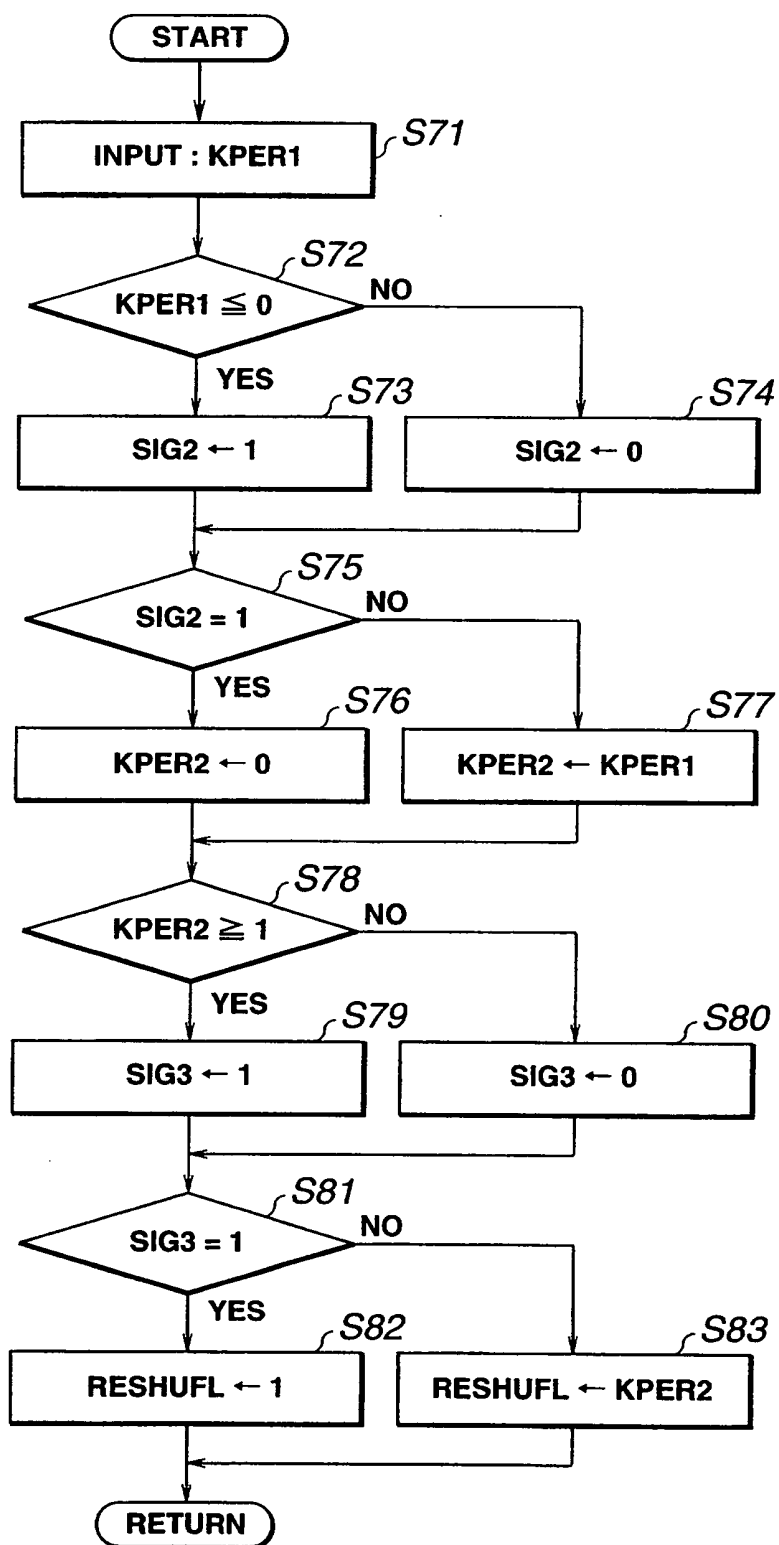 START
S71
INPUT : KPER1
S72
KPER1 ≦ 0
NO
YES
S73
S74
SIG2 ← 1
SIG2 ← 0
S75
SIG2 = 1
NO
YES
S76
S77
KPER2 ← 0
KPER2 ← KPER1
S78
KPER2 ≧ 1
NO
YES
S79
S80
SIG3 ← 1
SIG3 ← 0
S81
SIG3 = 1
NO
YES
S82
S83
RESHUFL ← 1
RESHUFL ← KPER2
RETURN